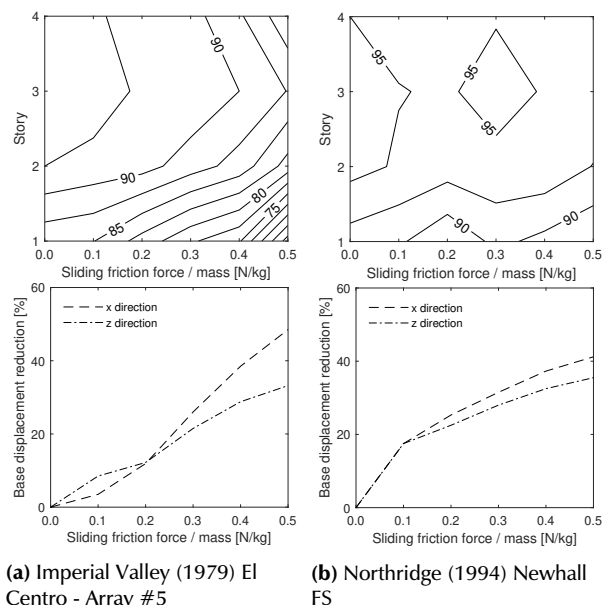 4
3
2
1
Story
90
90
85
80
75
0.0 0.1 0.2 0.3 0.4 0.5
Sliding friction force / mass [N/kg]
4
3
2
1
Story
95
95
95
90
90
0.0 0.1 0.2 0.3 0.4 0.5
Sliding friction force / mass [N/kg]
60
40
20
0
Base displacement reduction [%]
x direction
z direction
0.0 0.1 0.2 0.3 0.4 0.5
Sliding friction force / mass [N/kg]
60
40
20
0
Base displacement reduction [%]
x direction
z direction
0.0 0.1 0.2 0.3 0.4 0.5
Sliding friction force / mass [N/kg]
(a) Imperial Valley (1979) El
Centro - Array #5
(b) Northridge (1994) Newhall
FS